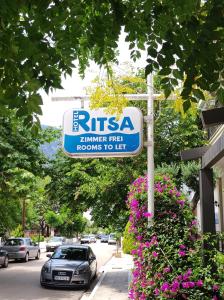 HOTEL
RITSA
ZIMMER FREI
ROOMS TO LET